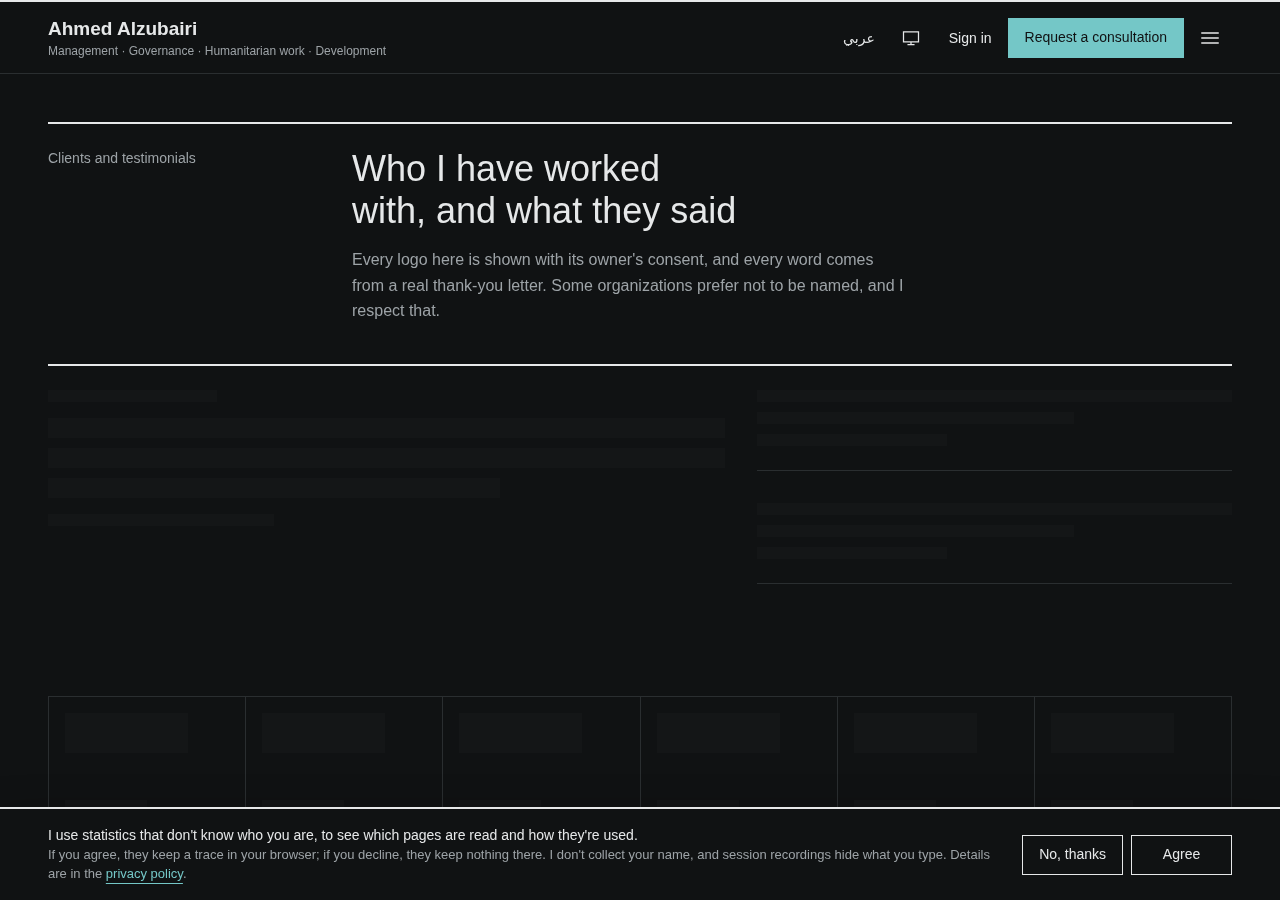 Ahmed Alzubairi
Management · Governance · Humanitarian work · Development
عربي
Sign in
Request a consultation
Clients and testimonials
Who I have worked
with, and what they said
Every logo here is shown with its owner's consent, and every word comes
from a real thank-you letter. Some organizations prefer not to be named, and I
respect that.
I use statistics that don't know who you are, to see which pages are read and how they're used.
If you agree, they keep a trace in your browser; if you decline, they keep nothing there. I don't collect your name, and session recordings hide what you type. Details
are in the privacy policy.
No, thanks
Agree